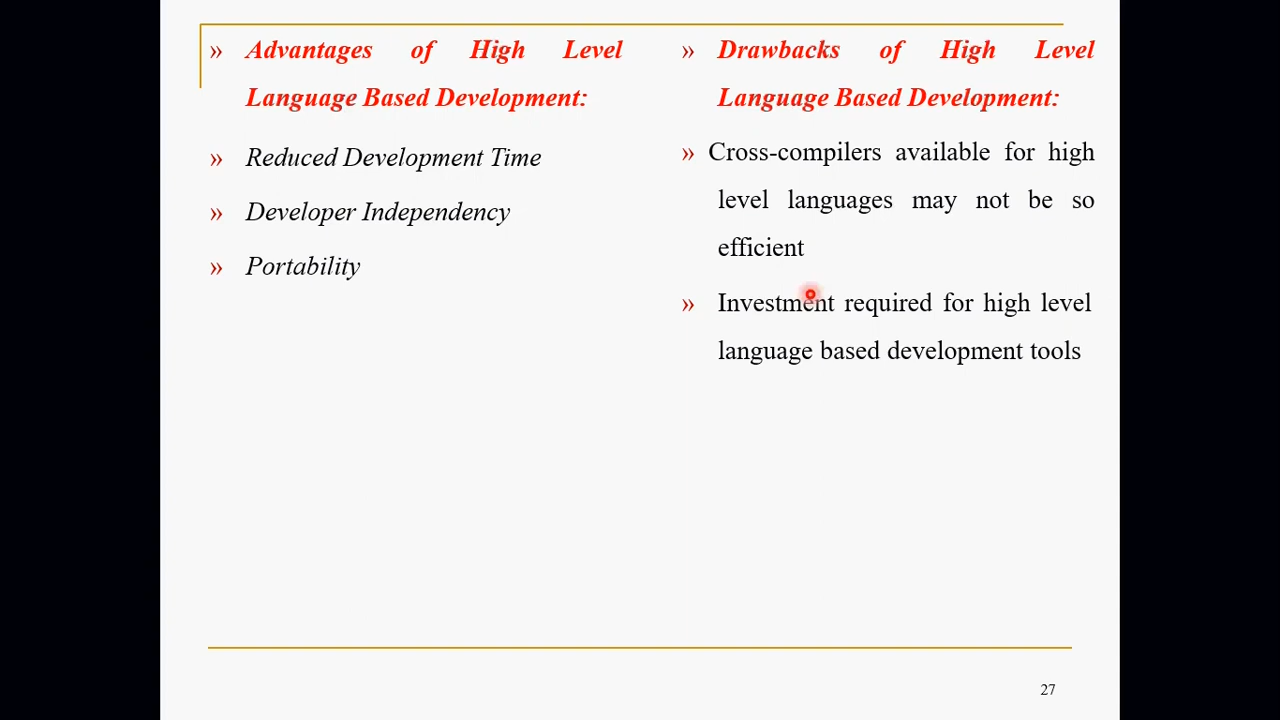 » Advantages of High Level
Language Based Development:
» Reduced Development Time
» Developer Independency
» Portability
» Drawbacks of High Level
Language Based Development:
» Cross-compilers available for high
level languages may not be so
efficient
» Investment required for high level
language based development tools
27